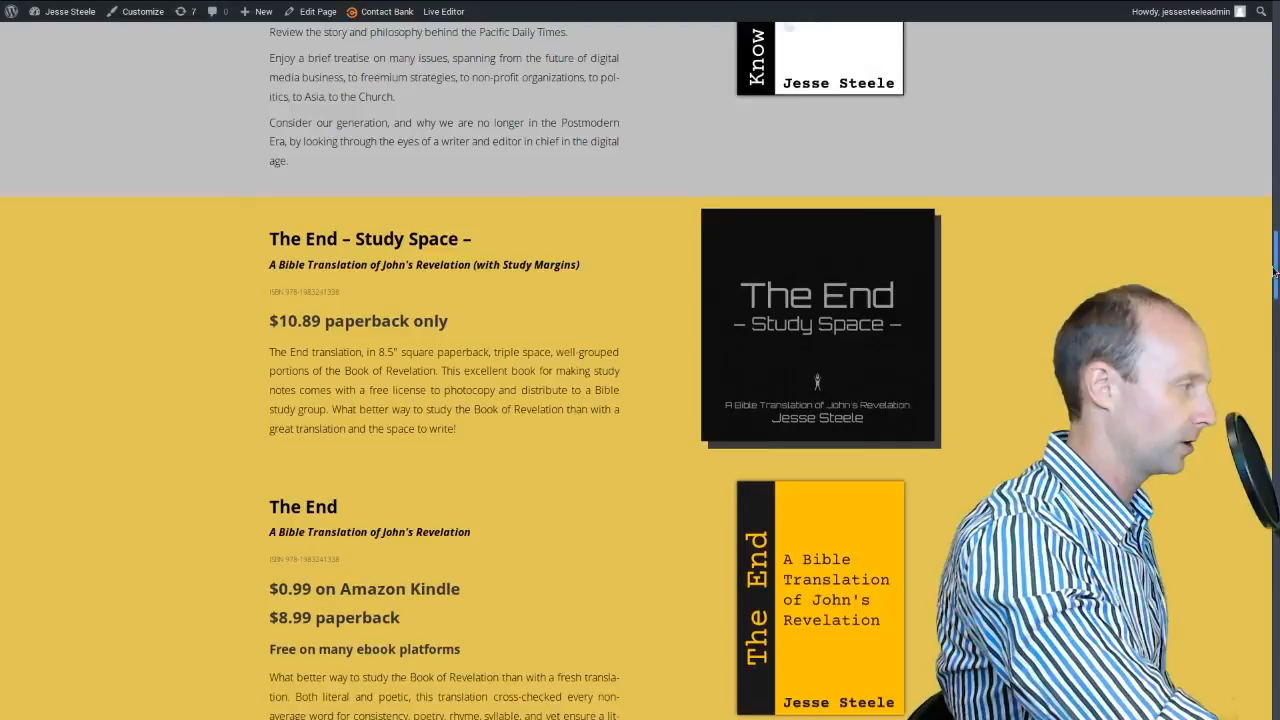 Jesse Steele Customize 7 0 New Edit Page Contact Bank Live Editor Howdy, jessesteeleadmin
Review the story and philosophy behind the Pacific Daily Times.
Enjoy a brief treatise on many issues, spanning from the future of digital
media business, to freemium strategies, to non-profit organizations, to pol-
itics, to Asia, to the Church.
Consider our generation, and why we are no longer in the Postmodern
Era, by looking through the eyes of a writer and editor in chief in the digital
age.
Know
Jesse Steele
The End – Study Space –
A Bible Translation of John's Revelation (with Study Margins)
ISBN 978-1983241338
$10.89 paperback only
The End translation, in 8.5" square paperback, triple space, well-grouped
portions of the Book of Revelation. This excellent book for making study
notes comes with a free license to photocopy and distribute to a Bible
study group. What better way to study the Book of Revelation than with a
great translation and the space to write!
The End
– Study Space –
A Bible Translation of John's Revelation
Jesse Steele
The End
A Bible Translation of John's Revelation
ISBN 978-1983241338
$0.99 on Amazon Kindle
$8.99 paperback
Free on many ebook platforms
What better way to study the Book of Revelation than with a fresh transla-
tion. Both literal and poetic, this translation cross-checked every non-
average word for consistency, poetry, rhyme, syllable, and yet ensure a lit-
The End
A Bible
Translation
of John's
Revelation
Jesse Steele